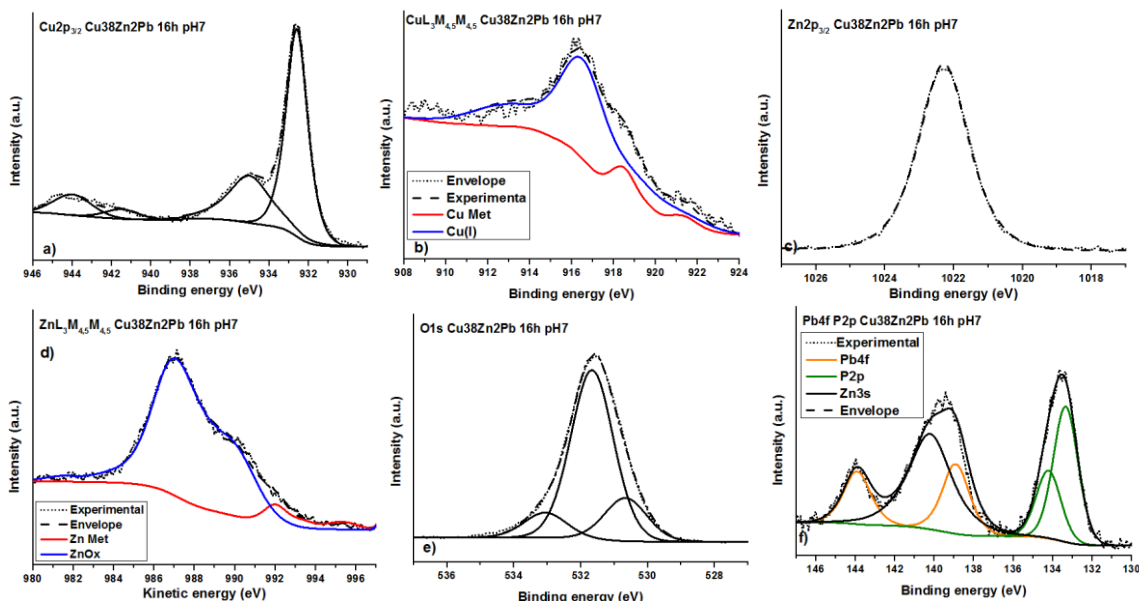 Cu2p3/2 Cu38Zn2Pb 16h pH7
Intensity (a.u.)
a)
946 944 942 940 938 936 934 932 930
Binding energy (eV)
CuL3M4,5M4,5 Cu38Zn2Pb 16h pH7
Intensity (a.u.)
Envelope
Experimenta
Cu Met
Cu(I)
b)
908 910 912 914 916 918 920 922 924
Binding energy (eV)
Zn2p3/2 Cu38Zn2Pb 16h pH7
Intensity (a.u.)
c)
1026 1024 1022 1020 1018
Binding energy (eV)
ZnL3M4,5M4,5 Cu38Zn2Pb 16h pH7
d)
Intensity (a.u.)
Experimental
Envelope
Zn Met
ZnOx
980 982 984 986 988 990 992 994 996
Kinetic energy (eV)
O1s Cu38Zn2Pb 16h pH7
Intensity (a.u.)
e)
536 534 532 530 528
Binding energy (eV)
Pb4f P2p Cu38Zn2Pb 16h pH7
Experimental
Pb4f
P2p
Zn3s
Envelope
Intensity (a.u.)
f)
146 144 142 140 138 136 134 132 130
Binding energy (eV)